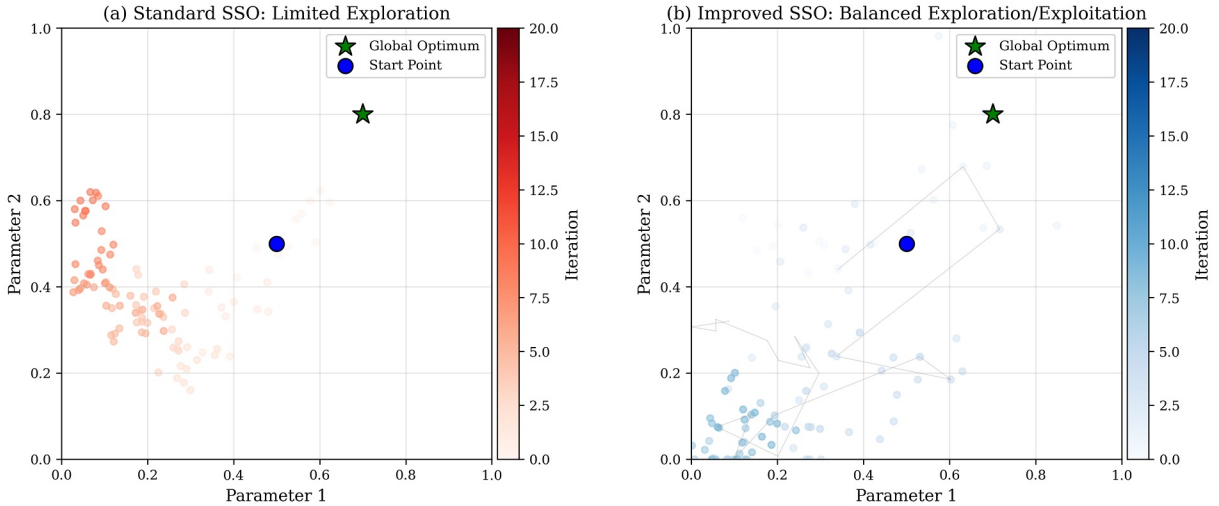 (a) Standard SSO: Limited Exploration
1.0
0.8
0.6
0.4
0.2
0.0
0.0 0.2 0.4 0.6 0.8 1.0
Parameter 2
Parameter 1
Global Optimum
Start Point
20.0
17.5
15.0
12.5
10.0
7.5
5.0
2.5
0.0
Iteration
(b) Improved SSO: Balanced Exploration/Exploitation
1.0
0.8
0.6
0.4
0.2
0.0
0.0 0.2 0.4 0.6 0.8 1.0
Parameter 2
Parameter 1
Global Optimum
Start Point
20.0
17.5
15.0
12.5
10.0
7.5
5.0
2.5
0.0
Iteration